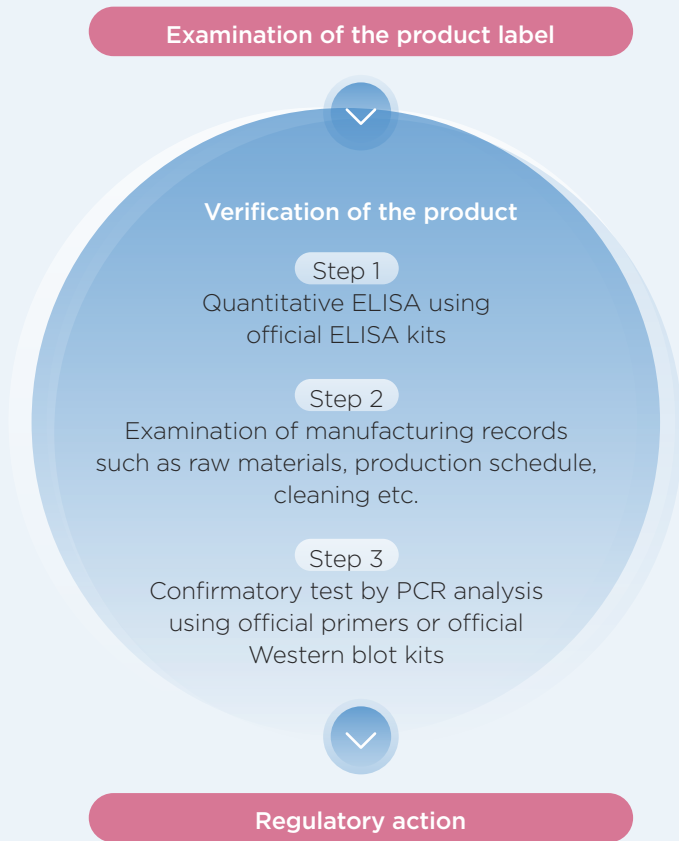 Examination of the product label
Verification of the product
Step 1
Quantitative ELISA using
official ELISA kits
Step 2
Examination of manufacturing records
such as raw materials, production schedule,
cleaning etc.
Step 3
Confirmatory test by PCR analysis
using official primers or official
Western blot kits
Regulatory action